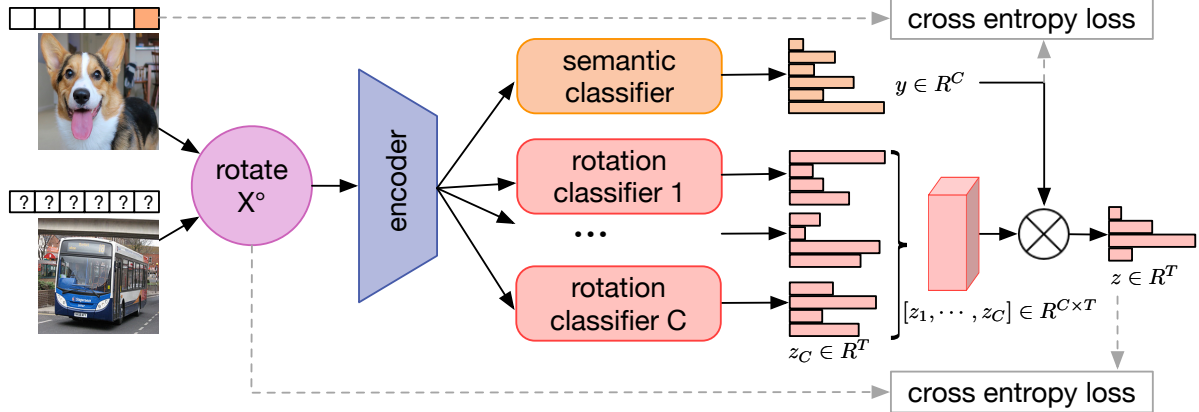 cross entropy loss
semantic
classifier
y ∈ R^C
rotate
X°
encoder
rotation
classifier 1
? ? ? ? ? ?
...
rotation
classifier C
z_C ∈ R^T
[z_1, ⋯, z_C] ∈ R^{C×T}
z ∈ R^T
cross entropy loss